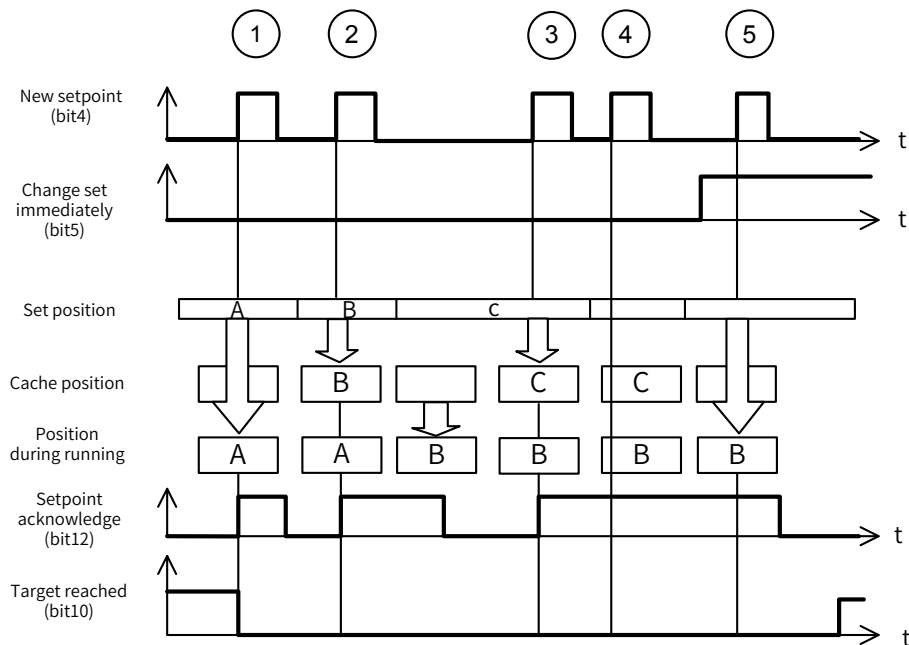 1 2 3 4 5
New setpoint
(bit4)
t
Change set
immediately
(bit5)
t
Set position
A B c
Cache position
B C C
Position
during running
A A B B B B
Setpoint
acknowledge
(bit12)
t
Target reached
(bit10)
t